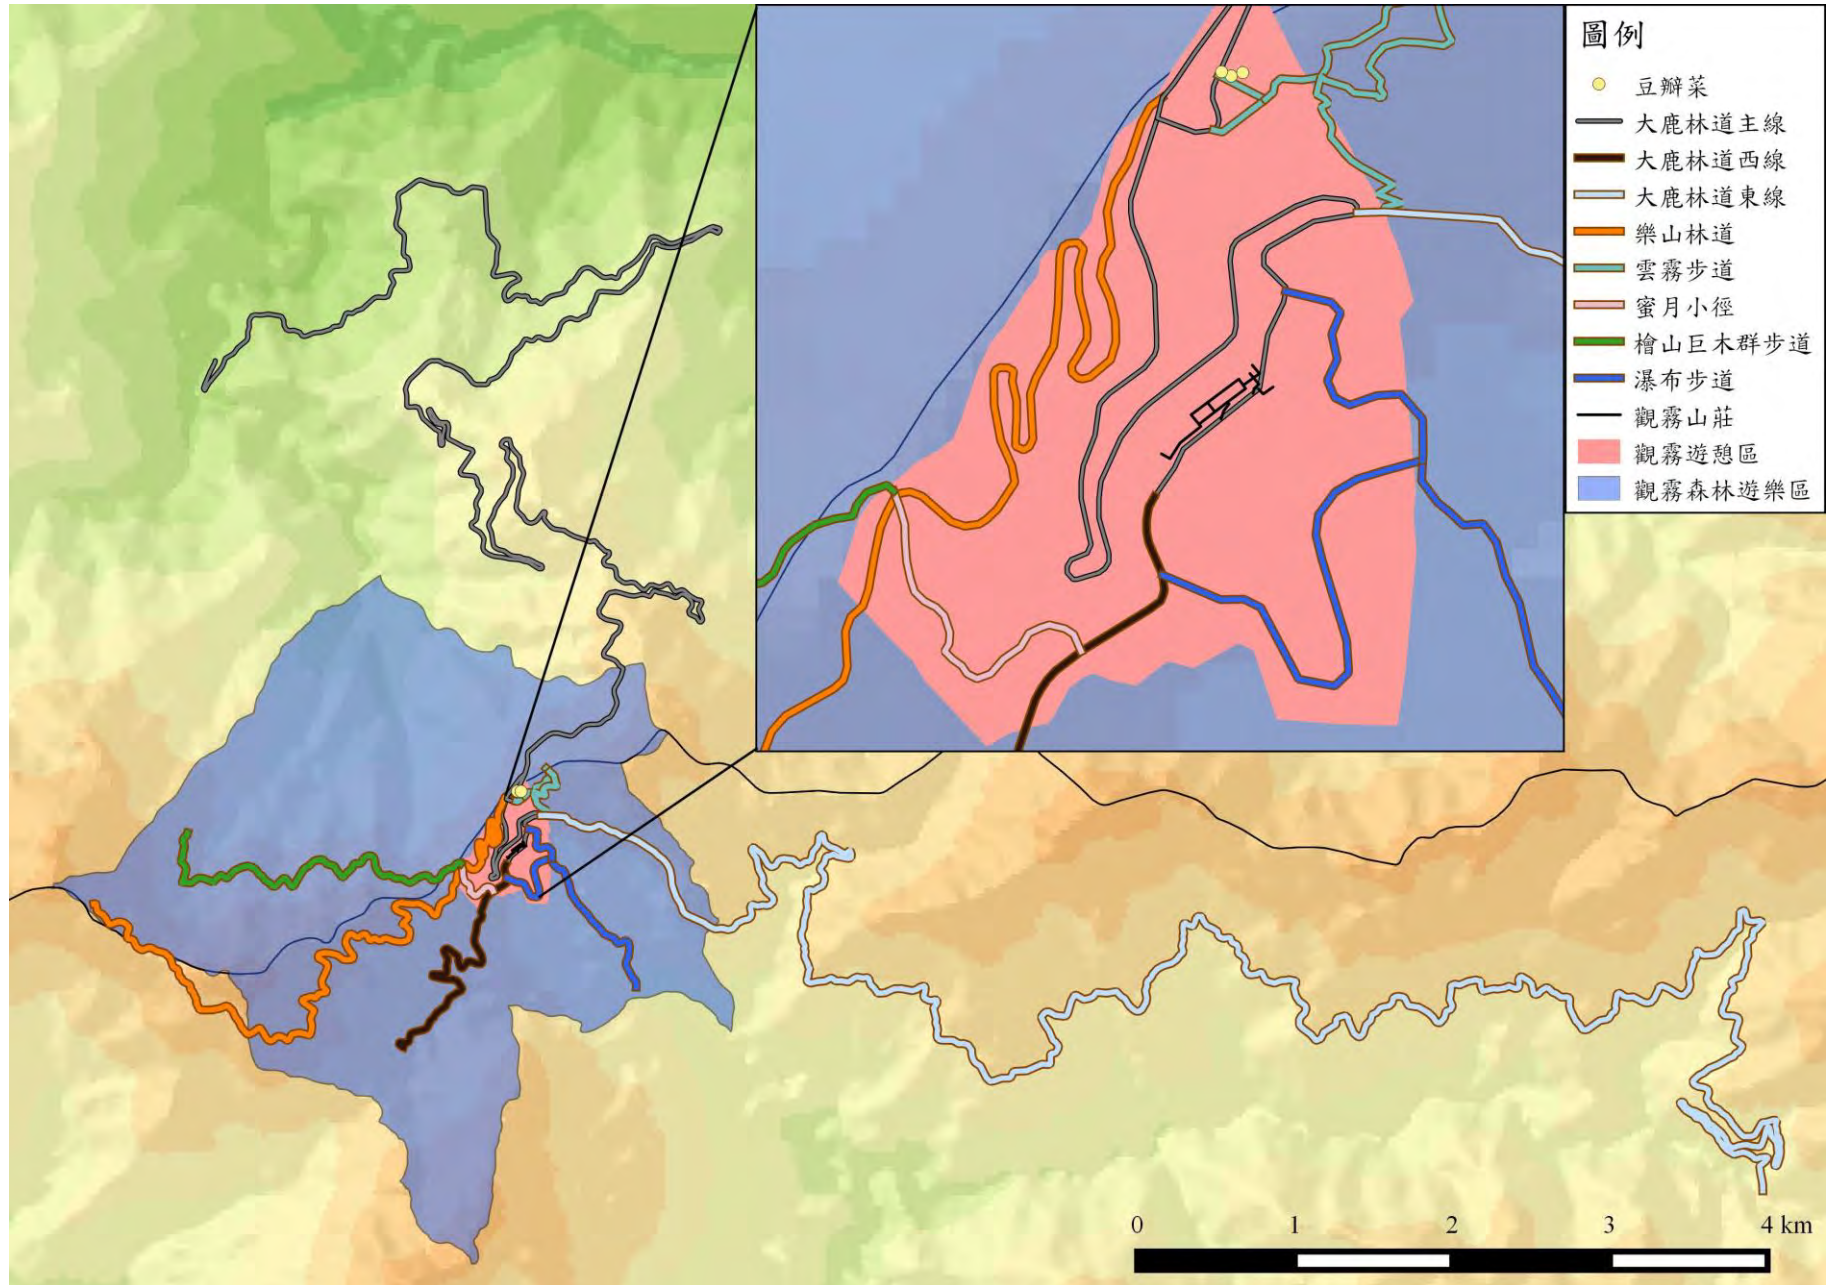 圖例
豆瓣菜
大鹿林道主線
大鹿林道西線
大鹿林道東線
樂山林道
雲霧步道
蜜月小徑
檜山巨木群步道
瀑布步道
觀霧山莊
觀霧遊憩區
觀霧森林遊樂區
0 1 2 3 4 km